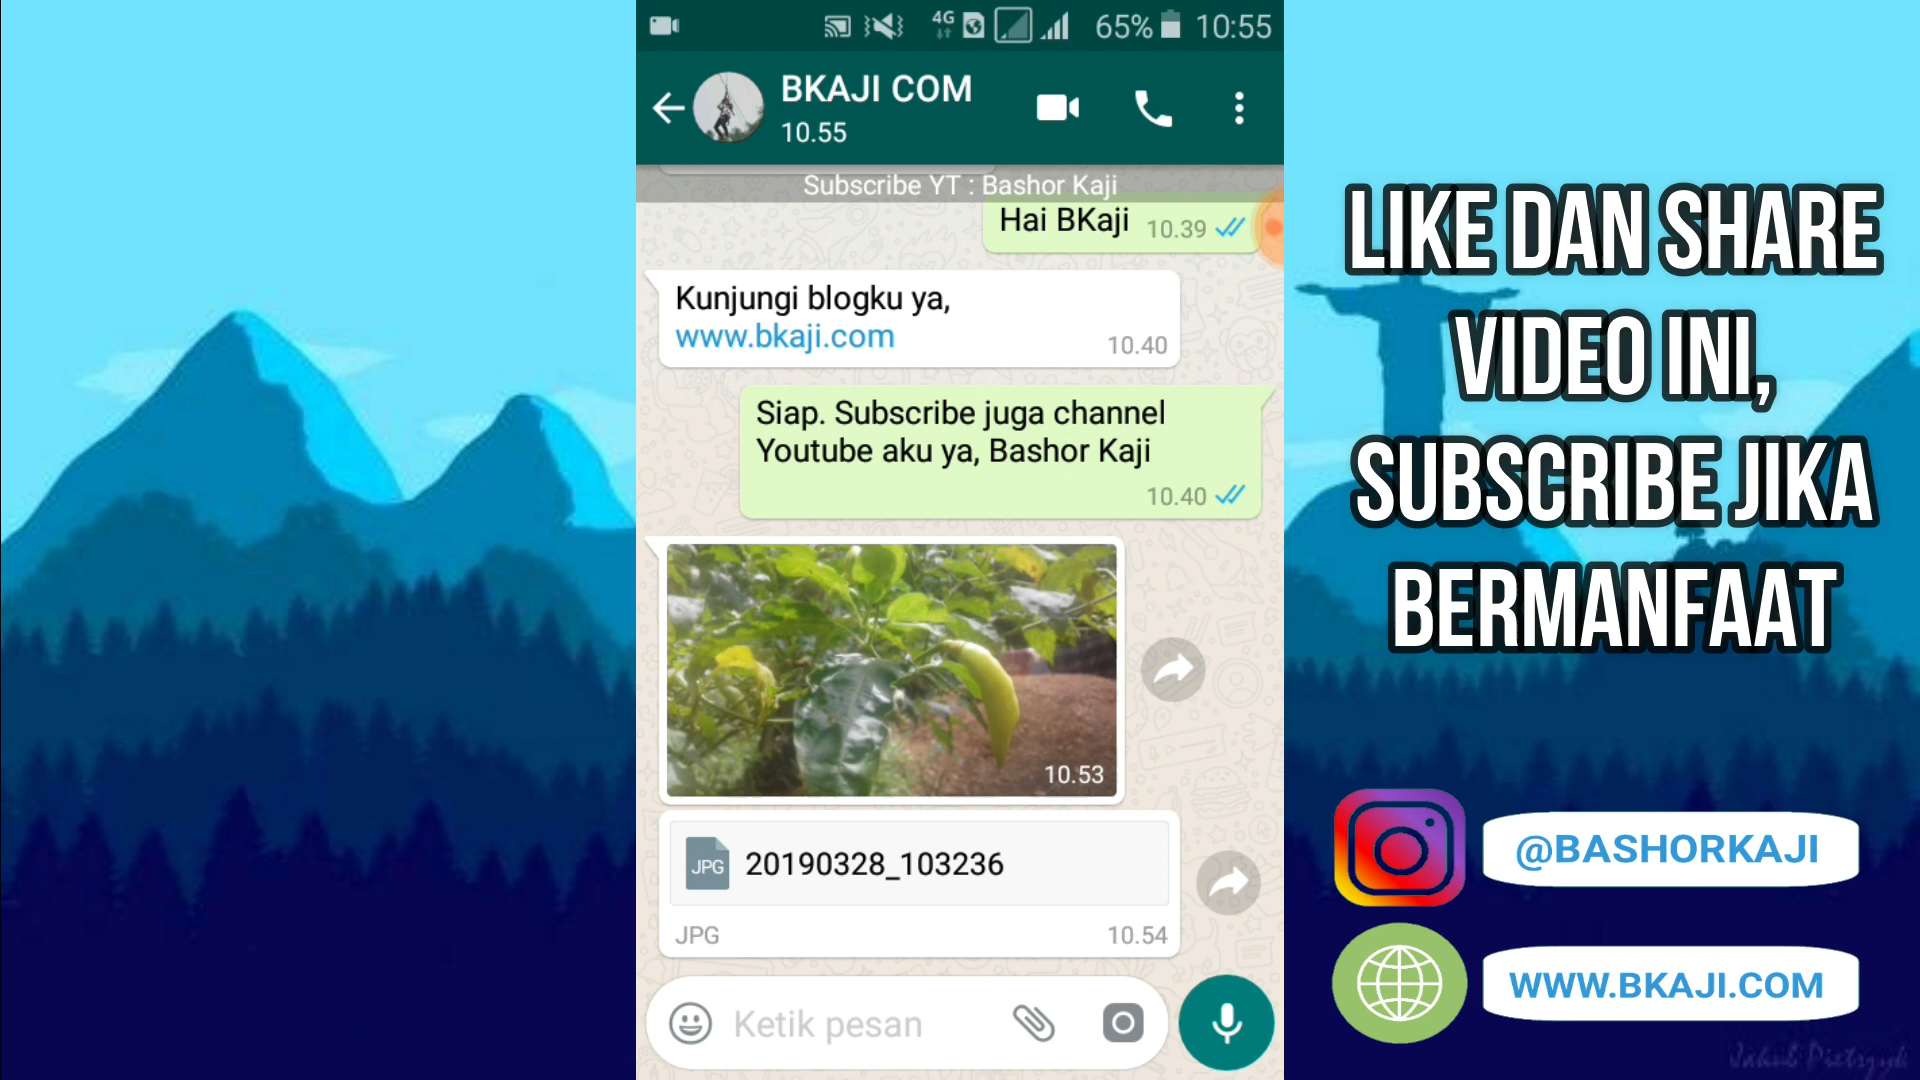 4G 65% 10:55
BKAJI COM
10.55
Subscribe YT : Bashor Kaji
Hai BKaji 10.39
Kunjungi blogku ya,
www.bkaji.com 10.40
Siap. Subscribe juga channel
Youtube aku ya, Bashor Kaji
10.40
10.53
JPG 20190328_103236
JPG 10.54
Ketik pesan
LIKE DAN SHARE
VIDEO INI,
SUBSCRIBE JIKA
BERMANFAAT
@BASHORKAJI
WWW.BKAJI.COM